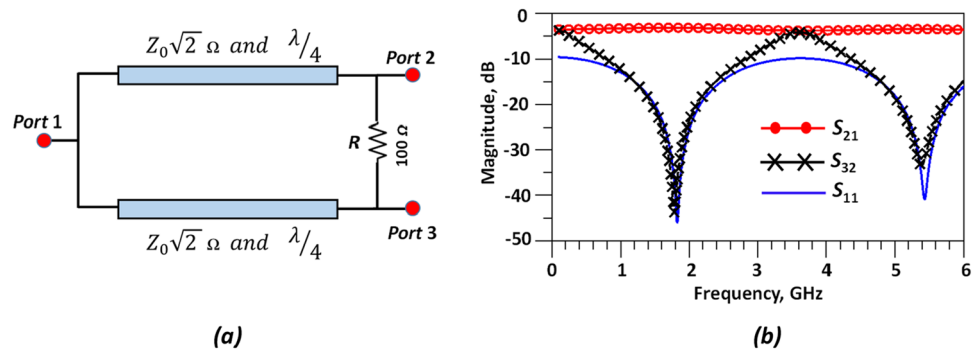 Z₀√2 Ω and λ/4
Port 2
Port 1
R
100 Ω
Port 3
Z₀√2 Ω and λ/4
(a)
Magnitude, dB
0
-10
-20
-30
-40
-50
S₂₁
S₃₂
S₁₁
0 1 2 3 4 5 6
Frequency, GHz
(b)